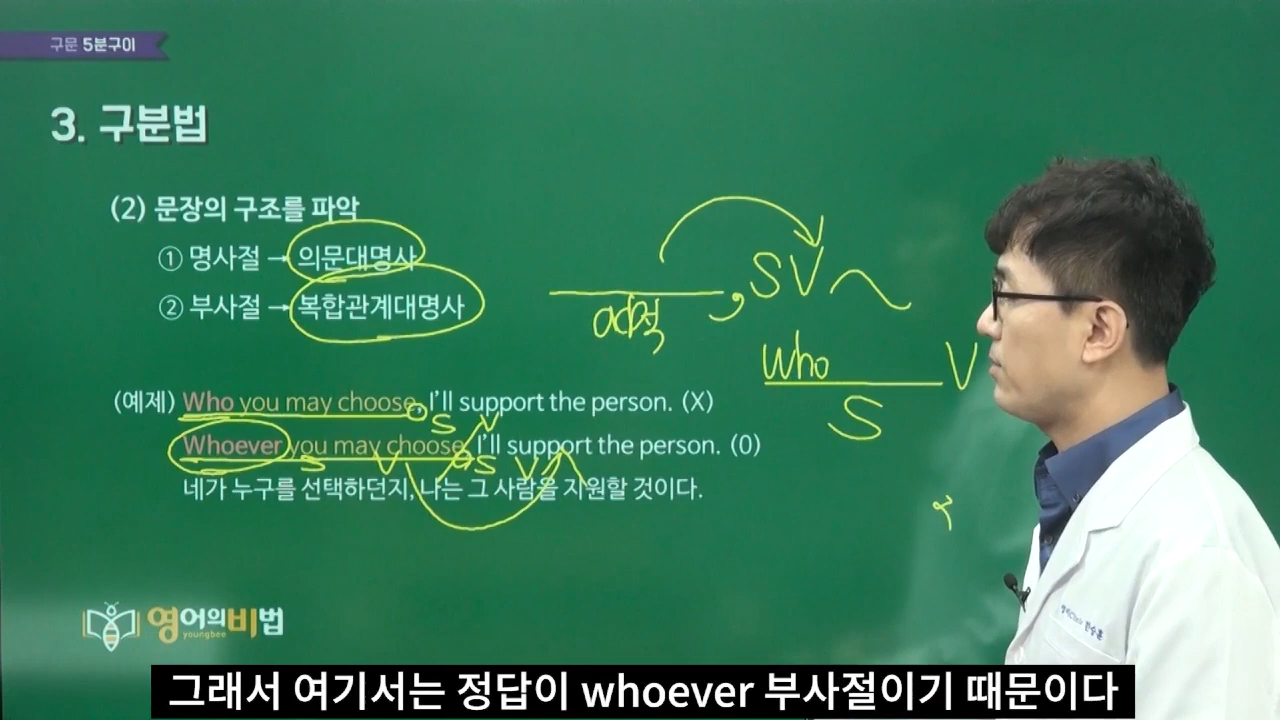 구문 5분구이
3. 구분법
(2) 문장의 구조를 파악
① 명사절 → 의문대명사
② 부사절 → 복합관계대명사
ad절
, S V
who V
S
(예제) Who you may choose, I'll support the person. (X)
S V
Whoever you may choose, I'll support the person. (0)
S V S V
네가 누구를 선택하던지, 나는 그 사람을 지원할 것이다.
영어의비법
youngbee
그래서 여기서는 정답이 whoever 부사절이기 때문이다